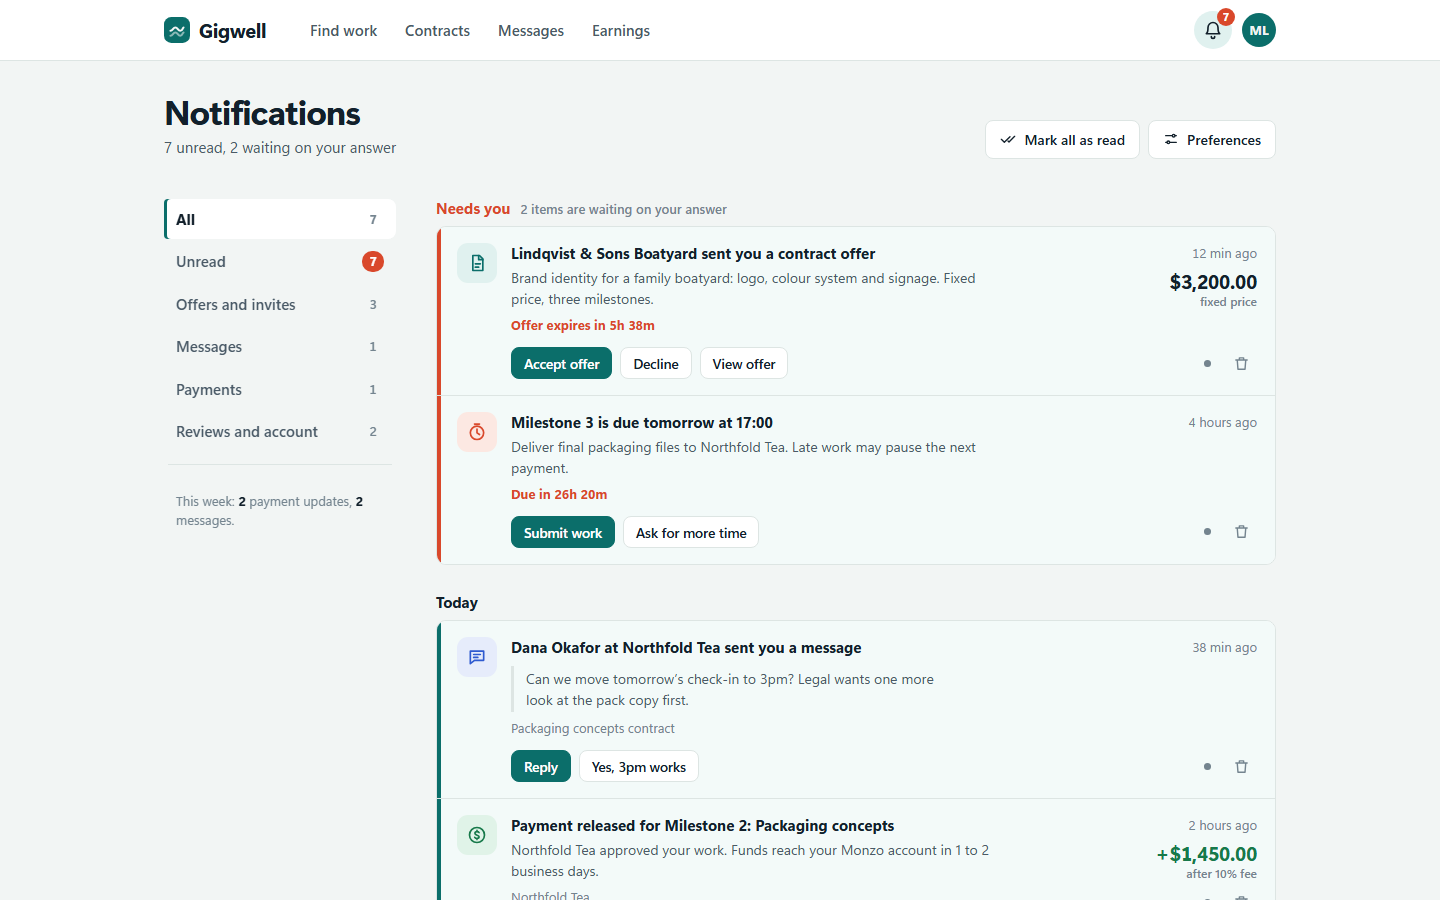 Gigwell
Find work
Contracts
Messages
Earnings
7
ML
Notifications
7 unread, 2 waiting on your answer
Mark all as read
Preferences
All 7
Unread 7
Offers and invites 3
Messages 1
Payments 1
Reviews and account 2
This week: 2 payment updates, 2
messages.
Needs you 2 items are waiting on your answer
Lindqvist & Sons Boatyard sent you a contract offer
12 min ago
Brand identity for a family boatyard: logo, colour system and signage. Fixed
price, three milestones.
$3,200.00
fixed price
Offer expires in 5h 38m
Accept offer
Decline
View offer
Milestone 3 is due tomorrow at 17:00
4 hours ago
Deliver final packaging files to Northfold Tea. Late work may pause the next
payment.
Due in 26h 20m
Submit work
Ask for more time
Today
Dana Okafor at Northfold Tea sent you a message
38 min ago
Can we move tomorrow’s check-in to 3pm? Legal wants one more
look at the pack copy first.
Packaging concepts contract
Reply
Yes, 3pm works
Payment released for Milestone 2: Packaging concepts
2 hours ago
Northfold Tea approved your work. Funds reach your Monzo account in 1 to 2
business days.
+$1,450.00
after 10% fee
Northfold Tea